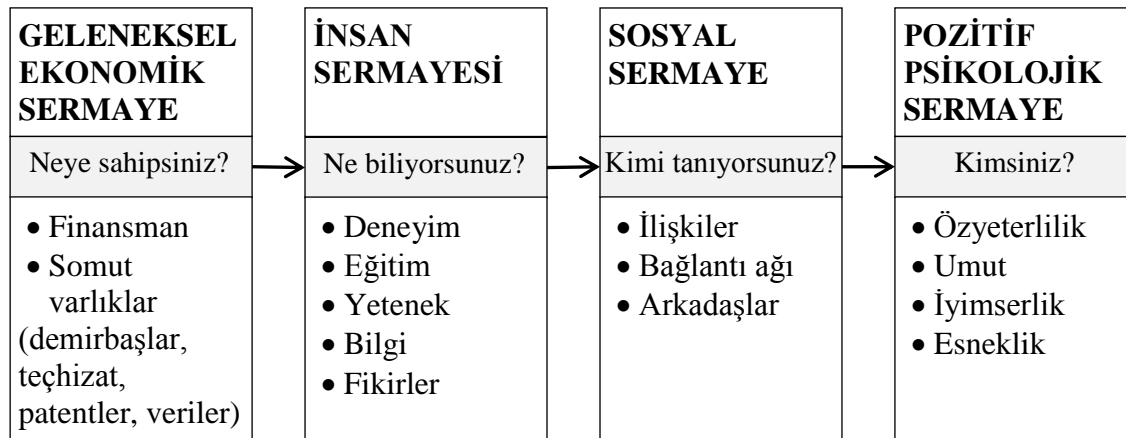 GELENEKSEL
EKONOMİK
SERMAYE
Neye sahipsiniz?
• Finansman
• Somut
varlıklar
(demirbaşlar,
teçhizat,
patentler, veriler)
İNSAN
SERMAYESİ
Ne biliyorsunuz?
• Deneyim
• Eğitim
• Yetenek
• Bilgi
• Fikirler
SOSYAL
SERMAYE
Kimi tanıyorsunuz?
• İlişkiler
• Bağlantı ağı
• Arkadaşlar
POZİTİF
PSİKOLOJİK
SERMAYE
Kimsiniz?
• Özyeterlilik
• Umut
• İyimserlik
• Esneklik